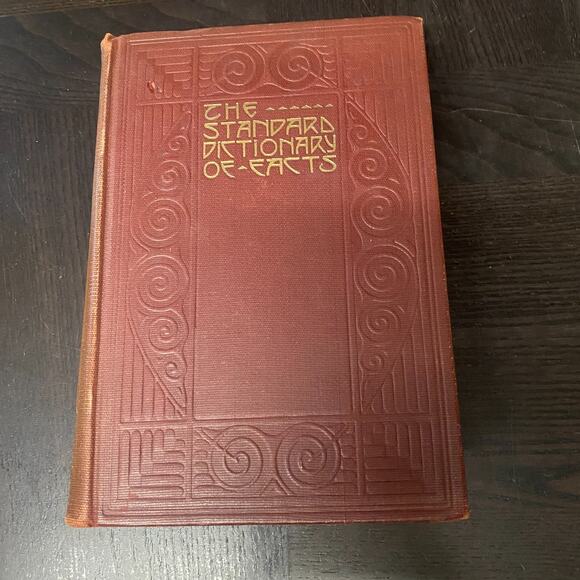 THE
STANDARD
DICTIONARY
OF FACTS